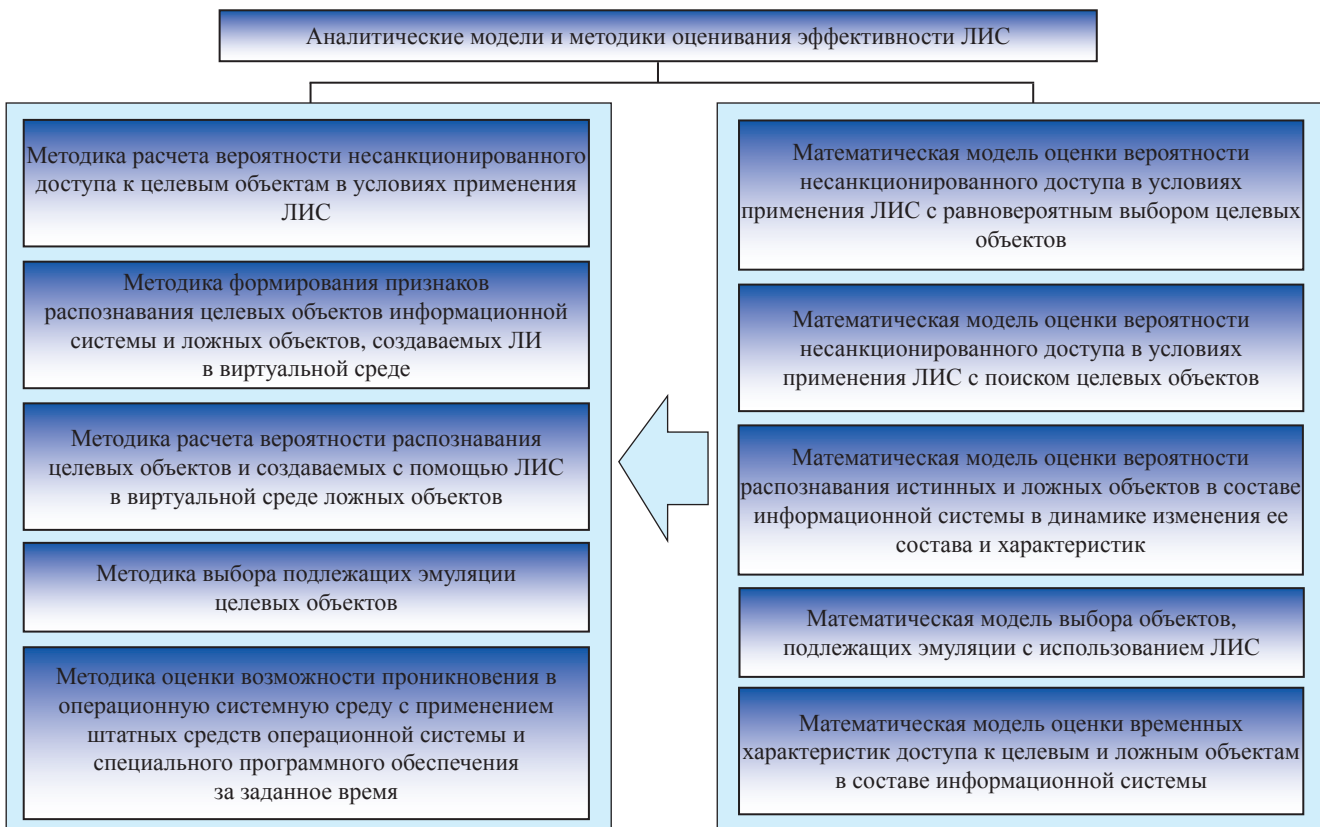 Аналитические модели и методики оценивания эффективности ЛИС
Методика расчета вероятности несанкционированного
доступа к целевым объектам в условиях применения
ЛИС
Методика формирования признаков
распознавания целевых объектов информационной
системы и ложных объектов, создаваемых ЛИ
в виртуальной среде
Методика расчета вероятности распознавания
целевых объектов и создаваемых с помощью ЛИС
в виртуальной среде ложных объектов
Методика выбора подлежащих эмуляции
целевых объектов
Методика оценки возможности проникновения в
операционную системную среду с применением
штатных средств операционной системы и
специального программного обеспечения
за заданное время
Математическая модель оценки вероятности
несанкционированного доступа в условиях
применения ЛИС с равновероятным выбором целевых
объектов
Математическая модель оценки вероятности
несанкционированного доступа в условиях
применения ЛИС с поиском целевых объектов
Математическая модель оценки вероятности
распознавания истинных и ложных объектов в составе
информационной системы в динамике изменения ее
состава и характеристик
Математическая модель выбора объектов,
подлежащих эмуляции с использованием ЛИС
Математическая модель оценки временных
характеристик доступа к целевым и ложным объектам
в составе информационной системы